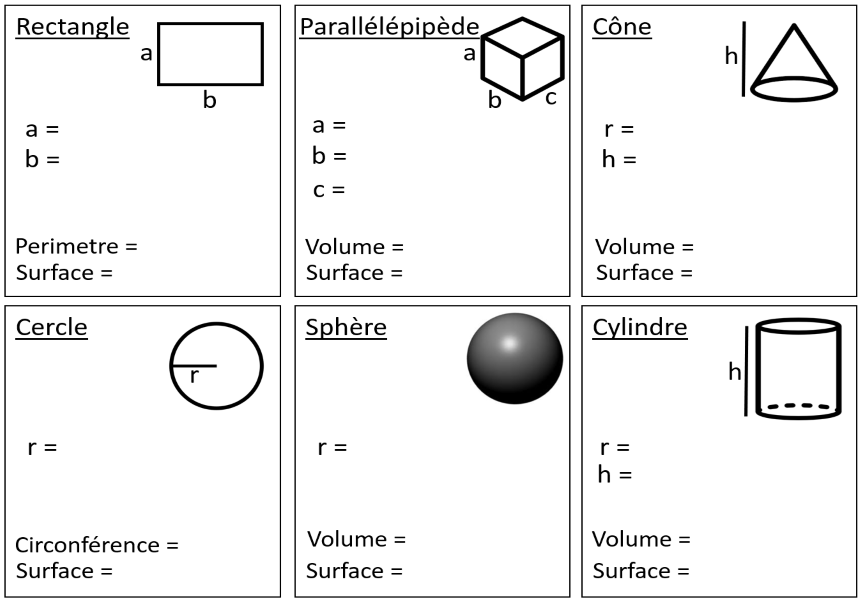 Rectangle
a
b
a =
b =
Perimetre =
Surface =
Parallélépipède
a
b
c
a =
b =
c =
Volume =
Surface =
Cône
h
r =
h =
Volume =
Surface =
Cercle
r
r =
Circonférence =
Surface =
Sphère
r =
Volume =
Surface =
Cylindre
h
r =
h =
Volume =
Surface =